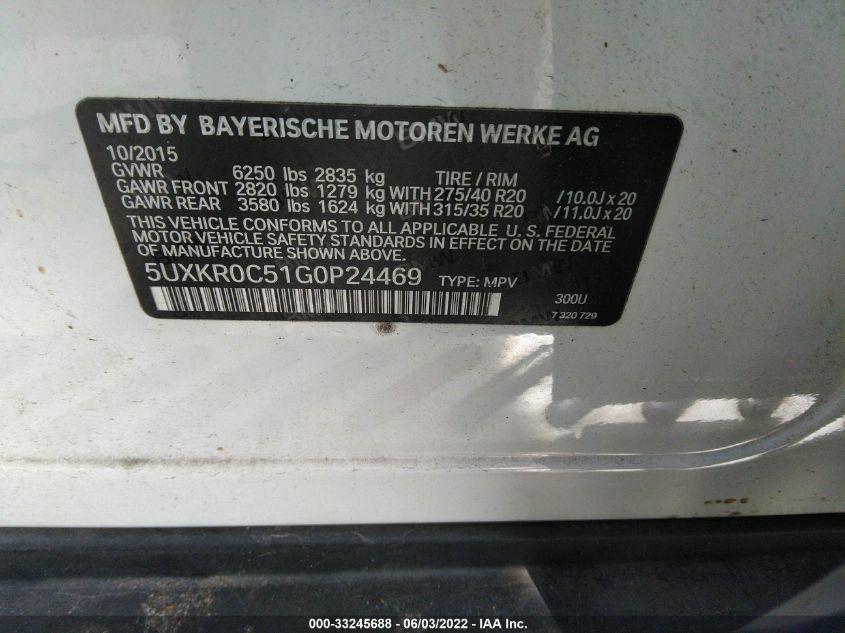 MFD BY BAYERISCHE MOTOREN WERKE AG
10/2015
GVWR 6250 lbs 2835 kg TIRE / RIM
GAWR FRONT 2820 lbs 1279 kg WITH 275/40 R20 /10.0J x 20
GAWR REAR 3580 lbs 1624 kg WITH 315/35 R20 /11.0J x 20
THIS VEHICLE CONFORMS TO ALL APPLICABLE U. S. FEDERAL
MOTOR VEHICLE SAFETY STANDARDS IN EFFECT ON THE DATE
OF MANUFACTURE SHOWN ABOVE.
5UXKR0C51G0P24469 TYPE: MPV
300U
7 320 729
000-33245688 - 06/03/2022 - IAA Inc.